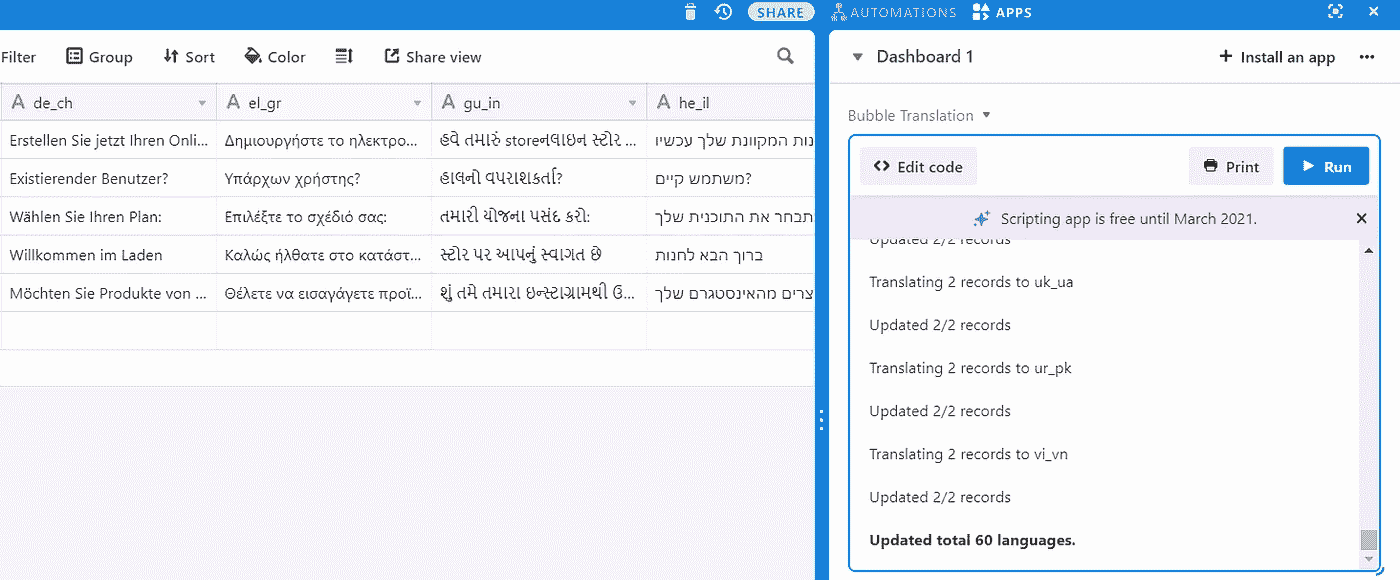 SHARE
AUTOMATIONS
APPS
Filter
Group
Sort
Color
Share view
de_ch
el_gr
gu_in
he_il
Erstellen Sie jetzt Ihren Onli...
Δημιουργήστε το ηλεκτρο...
હવે તમારું storeનલાઇન સ્ટોર ...
נות המקוונת שלך עכשיו
Existierender Benutzer?
Υπάρχων χρήστης?
હાલનો વપરાશકર્તા?
משתמש קיים?
Wählen Sie Ihren Plan:
Επιλέξτε το σχέδιό σας:
તમારી યોજના પસંદ કરો:
תבחר את התוכנית שלך
Willkommen im Laden
Καλώς ήλθατε στο κατάστ...
સ્ટોર પર આપનું સ્વાગત છે
ברוך הבא לחנות
Möchten Sie Produkte von ...
Θέλετε να εισαγάγετε προϊ...
શું તમે તમારા ઇન્સ્ટાગ્રામથી ઉ...
צרים מהאינסטגרם שלך
Dashboard 1
Install an app
Bubble Translation
Edit code
Print
Run
Scripting app is free until March 2021.
Updated 2/2 records
Translating 2 records to uk_ua
Updated 2/2 records
Translating 2 records to ur_pk
Updated 2/2 records
Translating 2 records to vi_vn
Updated 2/2 records
Updated total 60 languages.